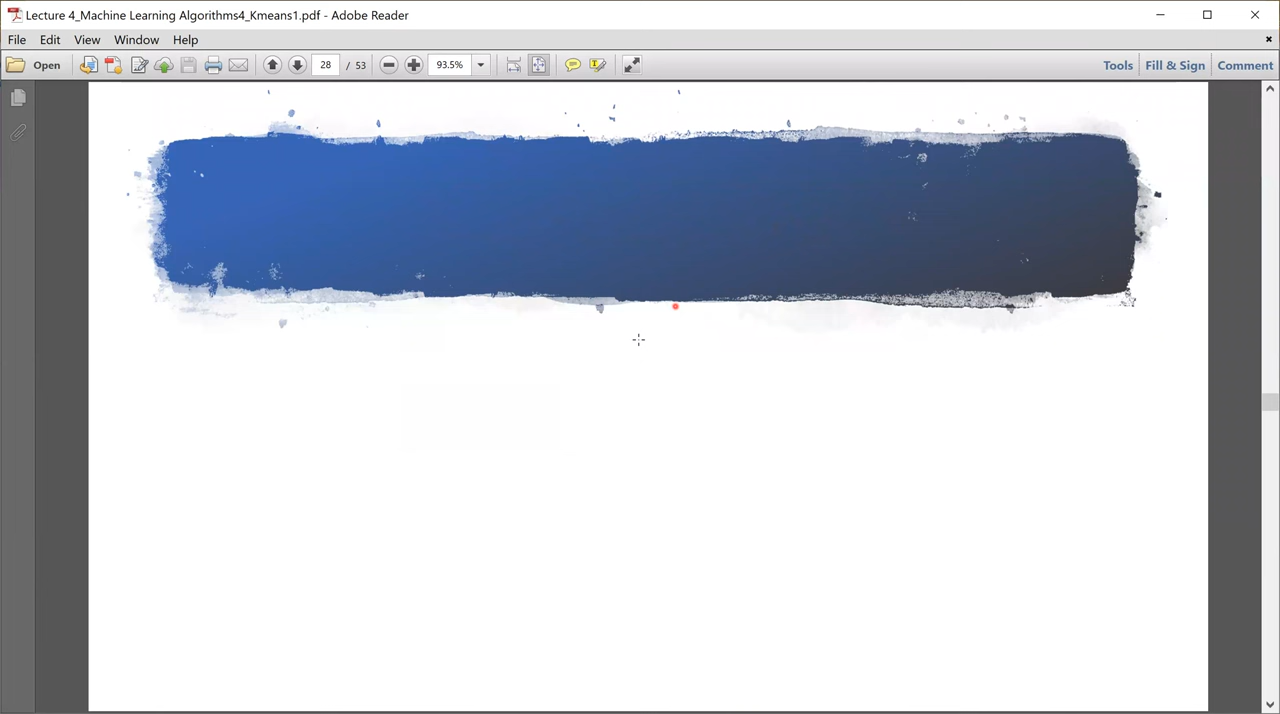 Lecture 4_Machine Learning Algorithms4_Kmeans1.pdf - Adobe Reader
File Edit View Window Help
Open 28 / 53 93.5% Tools Fill & Sign Comment